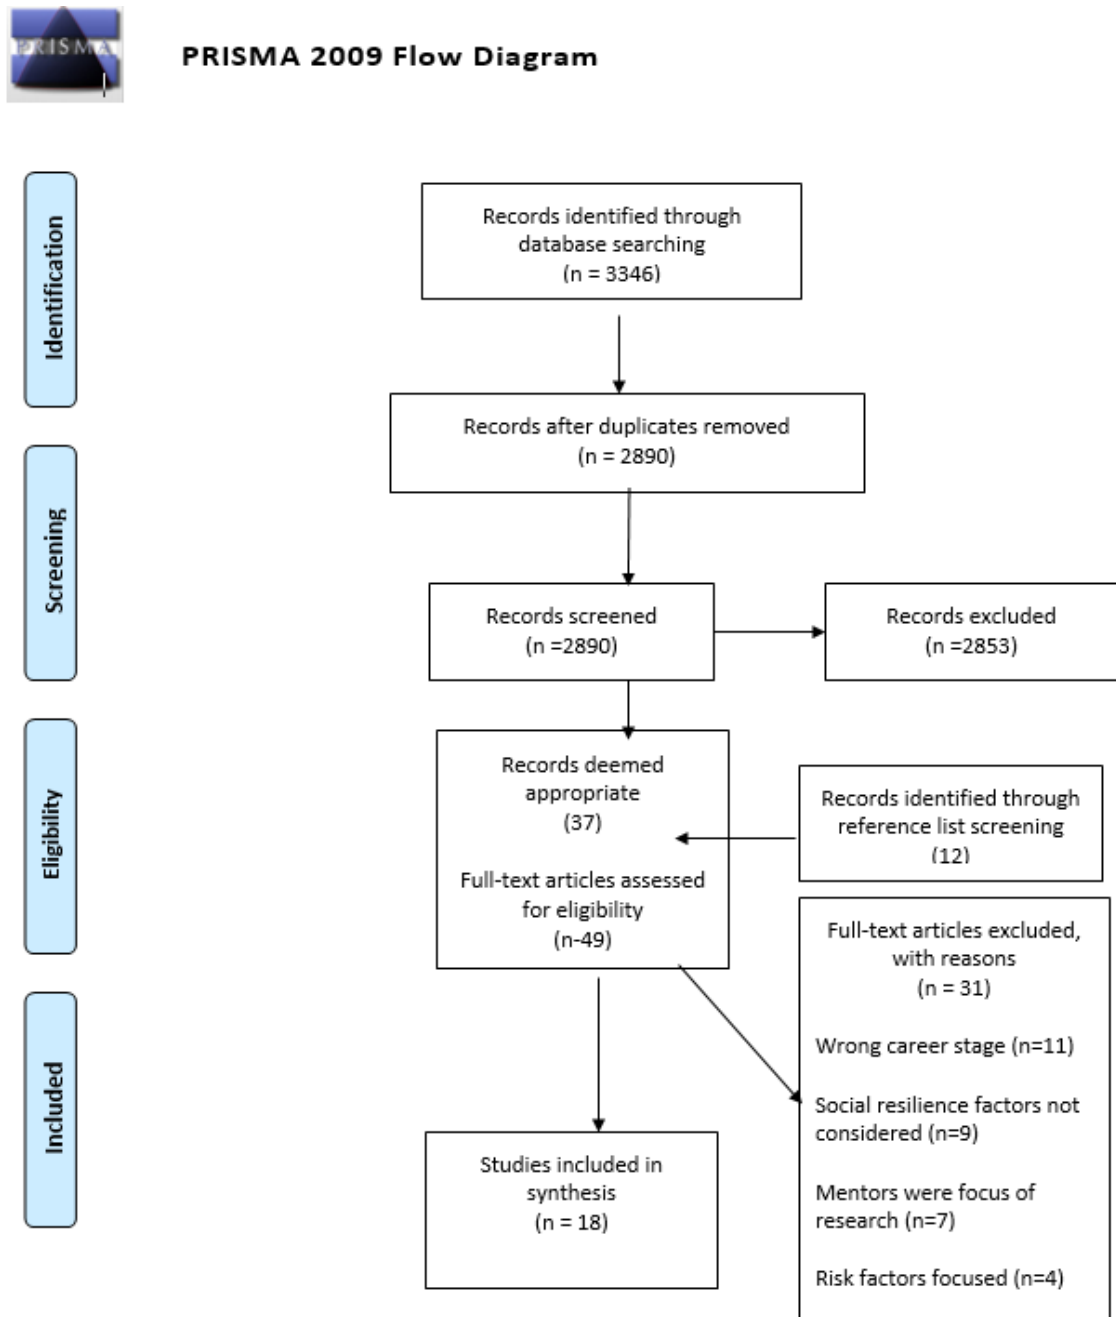 PRISMA
PRISMA 2009 Flow Diagram
Identification
Records identified through
database searching
(n = 3346)
Records after duplicates removed
(n = 2890)
Screening
Records screened
(n =2890)
Records excluded
(n =2853)
Eligibility
Records deemed
appropriate
(37)
Full-text articles assessed
for eligibility
(n-49)
Records identified through
reference list screening
(12)
Full-text articles excluded,
with reasons
(n = 31)
Wrong career stage (n=11)
Social resilience factors not
considered (n=9)
Mentors were focus of
research (n=7)
Risk factors focused (n=4)
Included
Studies included in
synthesis
(n = 18)